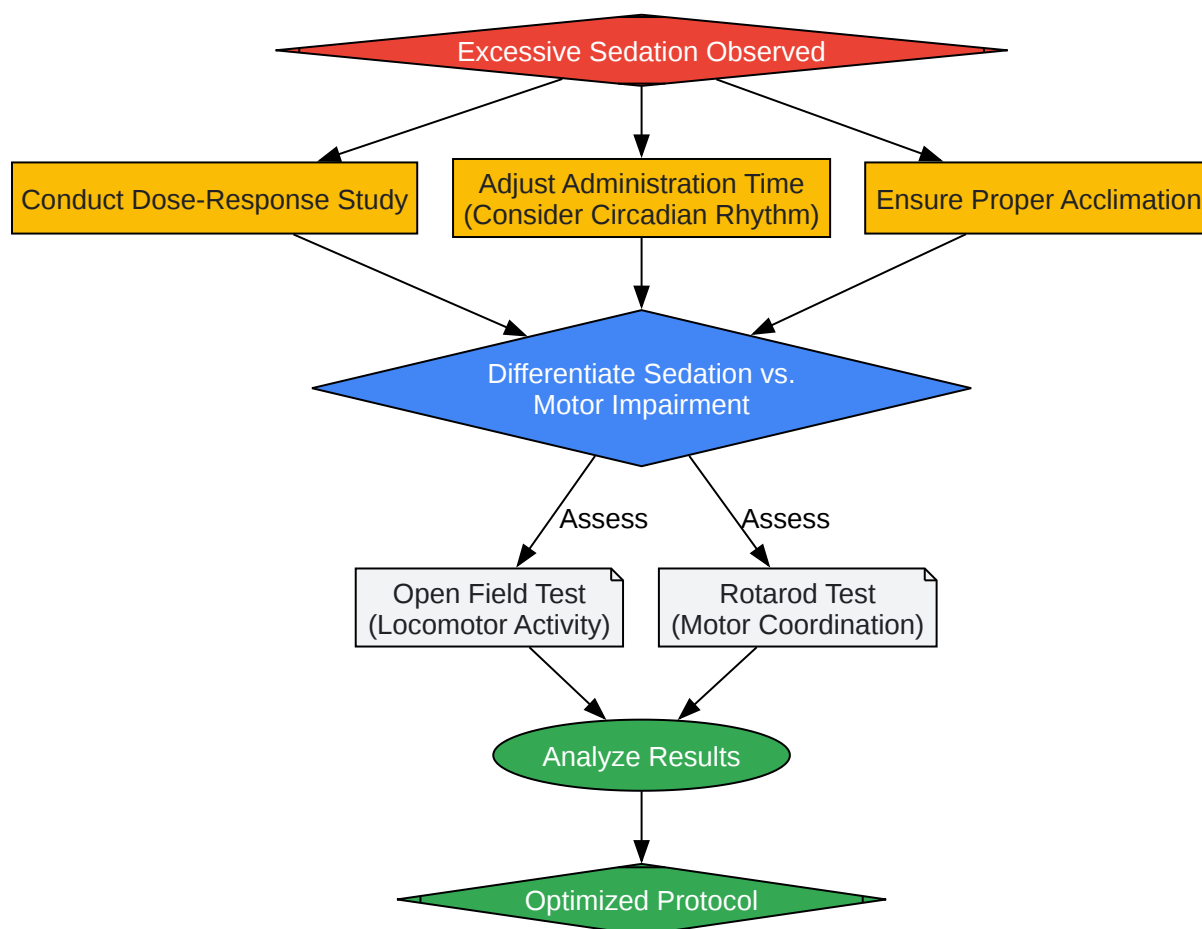 Excessive Sedation Observed
Conduct Dose-Response Study
Adjust Administration Time
(Consider Circadian Rhythm)
Ensure Proper Acclimation
Differentiate Sedation vs.
Motor Impairment
Assess
Assess
Open Field Test
(Locomotor Activity)
Rotarod Test
(Motor Coordination)
Analyze Results
Optimized Protocol